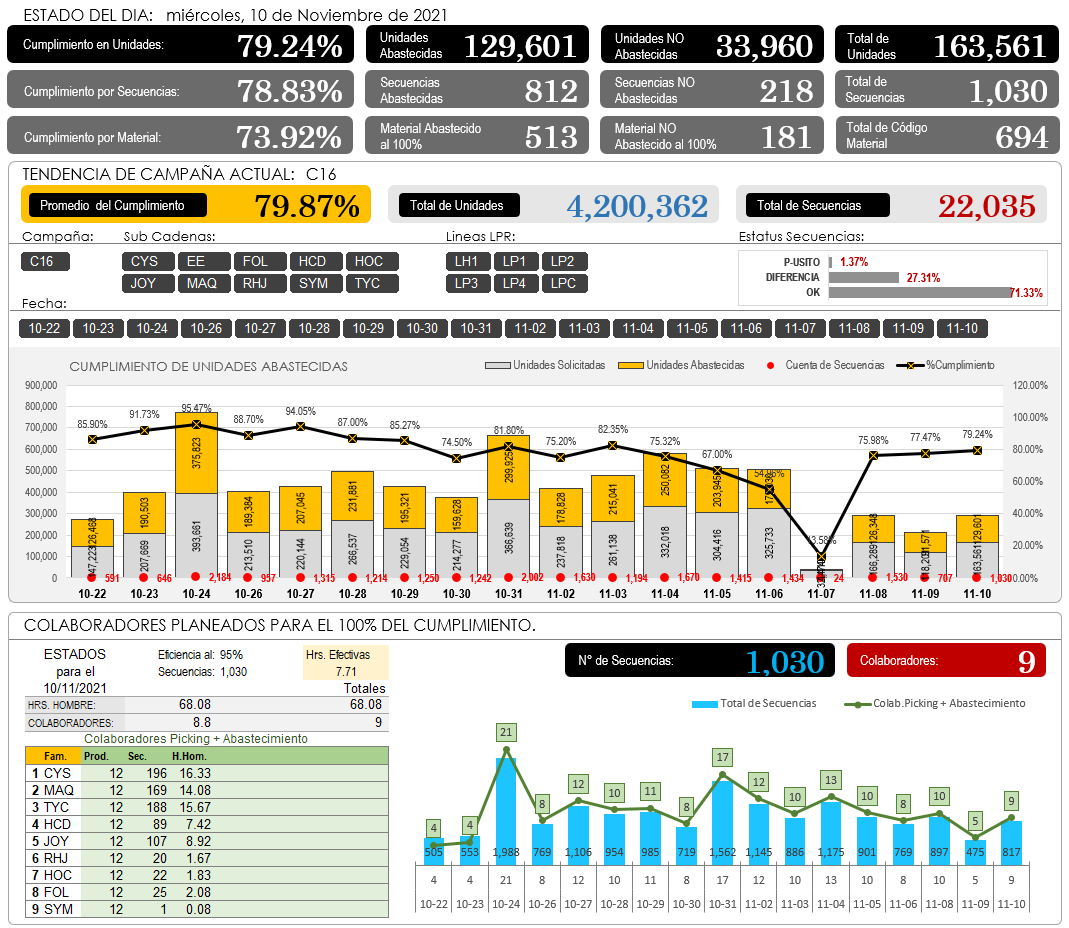 ESTADO DEL DIA: miércoles, 10 de Noviembre de 2021
Cumplimiento en Unidades: 79.24%
Unidades Abastecidas 129,601
Unidades NO Abastecidas 33,960
Total de Unidades 163,561
Cumplimiento por Secuencias: 78.83%
Secuencias Abastecidas 812
Secuencias NO Abastecidas 218
Total de Secuencias 1,030
Cumplimiento por Material: 73.92%
Material Abastecido al 100% 513
Material NO Abastecido al 100% 181
Total de Código Material 694
TENDENCIA DE CAMPAÑA ACTUAL: C16
Promedio del Cumplimiento 79.87%
Total de Unidades 4,200,362
Total de Secuencias 22,035
Campaña: Sub Cadenas: Lineas LPR: Estatus Secuencias:
C16 CYS EE FOL HCD HOC LH1 LP1 LP2
JOY MAQ RHJ SYM TYC LP3 LP4 LPC
P-USITO 1.37%
DIFERENCIA 27.31%
OK 71.33%
Fecha:
10-22 10-23 10-24 10-26 10-27 10-28 10-29 10-30 10-31 11-02 11-03 11-04 11-05 11-06 11-07 11-08 11-09 11-10
CUMPLIMIENTO DE UNIDADES ABASTECIDAS
Unidades Solicitadas Unidades Abastecidas Cuenta de Secuencias %Cumplimiento
900,000 120.00%
800,000 100.00%
700,000 80.00%
600,000 60.00%
500,000 40.00%
400,000 20.00%
300,000 0.00%
200,000
100,000
0
85.90% 91.73% 95.47% 88.70% 94.05% 87.00% 85.27% 74.50% 81.80% 75.20% 82.35% 75.32% 67.00% 54.96% 13.58% 75.98% 77.47% 79.24%
126,468 190,503 375,823 189,384 207,045 231,881 195,321 159,628 299,925 178,828 215,041 250,082 203,945 126,348 91,571 129,601
147,223 207,669 393,661 213,510 220,144 266,537 229,054 214,277 366,639 237,818 261,138 332,018 304,416 325,733 166,289 118,209 163,561
591 646 2,184 957 1,315 1,214 1,250 1,242 2,002 1,630 1,194 1,670 1,415 1,434 24 1,530 707 1,030
10-22 10-23 10-24 10-26 10-27 10-28 10-29 10-30 10-31 11-02 11-03 11-04 11-05 11-06 11-07 11-08 11-09 11-10
COLABORADORES PLANEADOS PARA EL 100% DEL CUMPLIMIENTO.
ESTADOS Eficiencia al: 95% Hrs. Efectivas
para el Secuencias: 1,030 7.71
10/11/2021 Totales
HRS. HOMBRE: 68.08 68.08
COLABORADORES: 8.8 9
Colaboradores Picking + Abastecimiento
Fam. Prod. Sec. H.Hom.
1 CYS 12 196 16.33
2 MAQ 12 169 14.08
3 TYC 12 188 15.67
4 HCD 12 89 7.42
5 JOY 12 107 8.92
6 RHJ 12 20 1.67
7 HOC 12 22 1.83
8 FOL 12 25 2.08
9 SYM 12 1 0.08
N° de Secuencias: 1,030
Colaboradores: 9
Total de Secuencias Colab.Picking + Abastecimiento
4 4 21 8 12 10 11 8 17 12 10 13 10 8 10 5 9
505 553 1,988 769 1,106 954 985 719 1,562 1,145 886 1,175 901 769 897 475 817
4 4 21 8 12 10 11 8 17 12 10 13 10 8 10 5 9
10-22 10-23 10-24 10-26 10-27 10-28 10-29 10-30 10-31 11-02 11-03 11-04 11-05 11-06 11-08 11-09 11-10